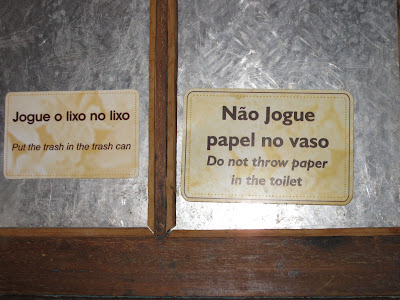 Jogue o lixo no lixo
Put the trash in the trash can
Não Jogue
papel no vaso
Do not throw paper
in the toilet